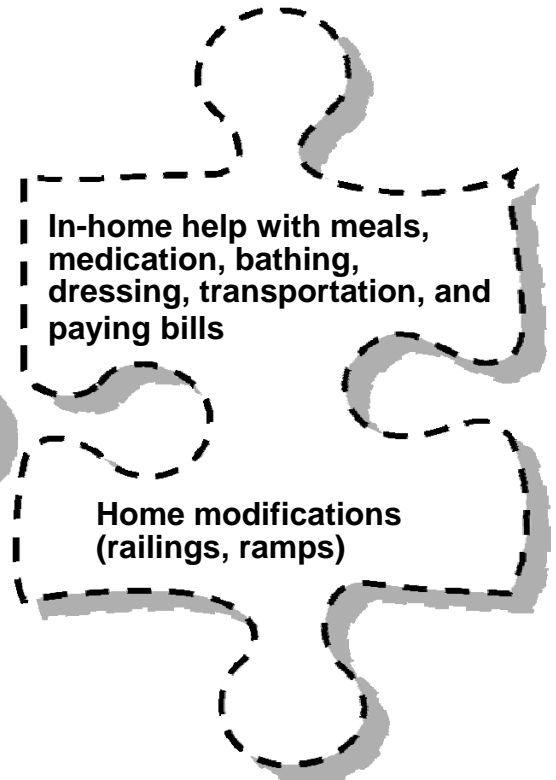 In-home help with meals,
medication, bathing,
dressing, transportation, and
paying bills
Home modifications
(railings, ramps)